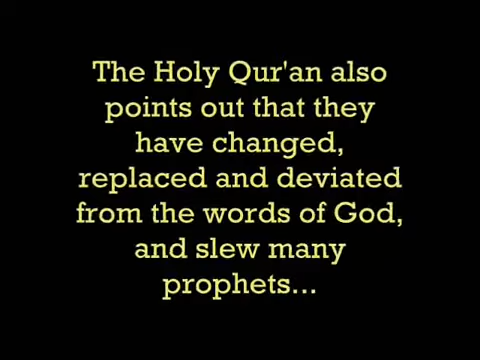 The Holy Qur'an also
points out that they
have changed,
replaced and deviated
from the words of God,
and slew many
prophets...